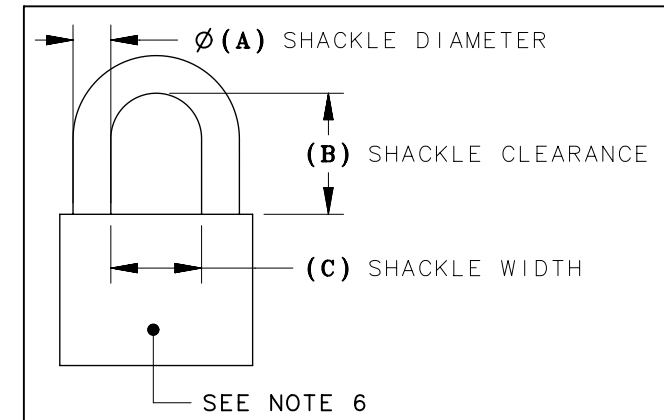 Ø(A) SHACKLE DIAMETER
(B) SHACKLE CLEARANCE
(C) SHACKLE WIDTH
SEE NOTE 6